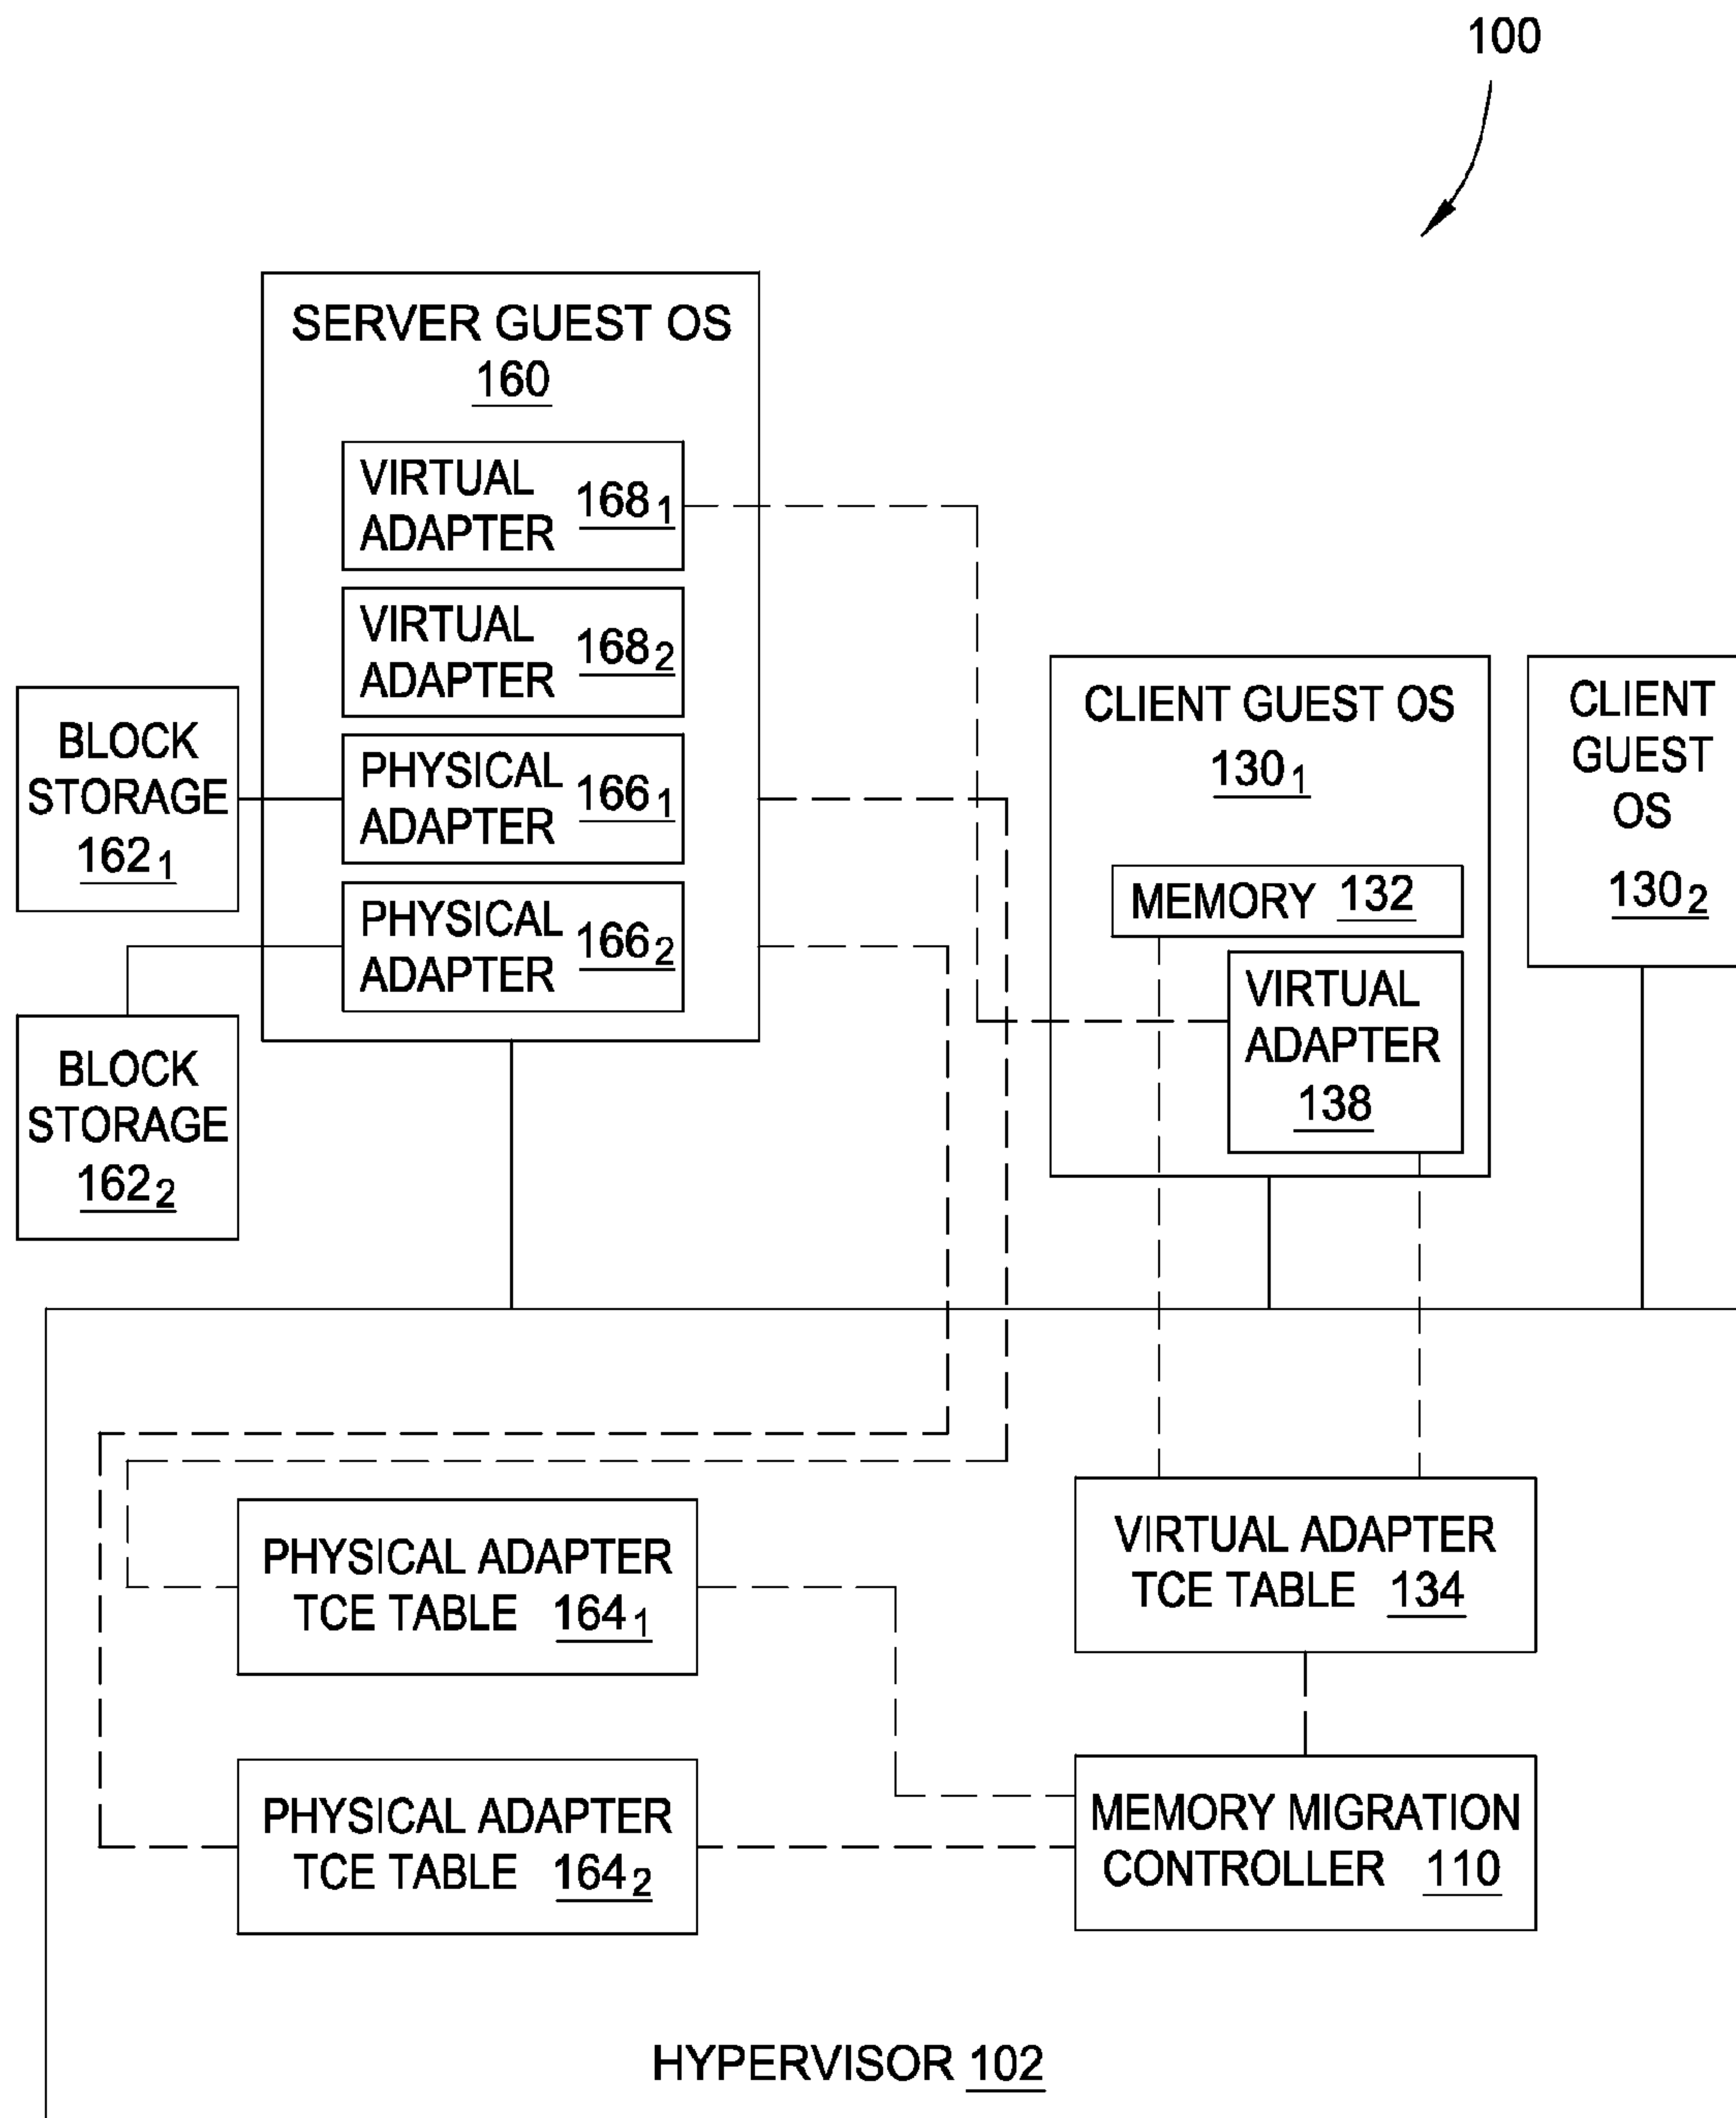 100
SERVER GUEST OS
160
VIRTUAL
ADAPTER 168₁
VIRTUAL
ADAPTER 168₂
PHYSICAL
ADAPTER 166₁
PHYSICAL
ADAPTER 166₂
BLOCK
STORAGE
162₁
BLOCK
STORAGE
162₂
CLIENT GUEST OS
130₁
MEMORY 132
VIRTUAL
ADAPTER
138
CLIENT
GUEST
OS
130₂
PHYSICAL ADAPTER
TCE TABLE 164₁
VIRTUAL ADAPTER
TCE TABLE 134
PHYSICAL ADAPTER
TCE TABLE 164₂
MEMORY MIGRATION
CONTROLLER 110
HYPERVISOR 102